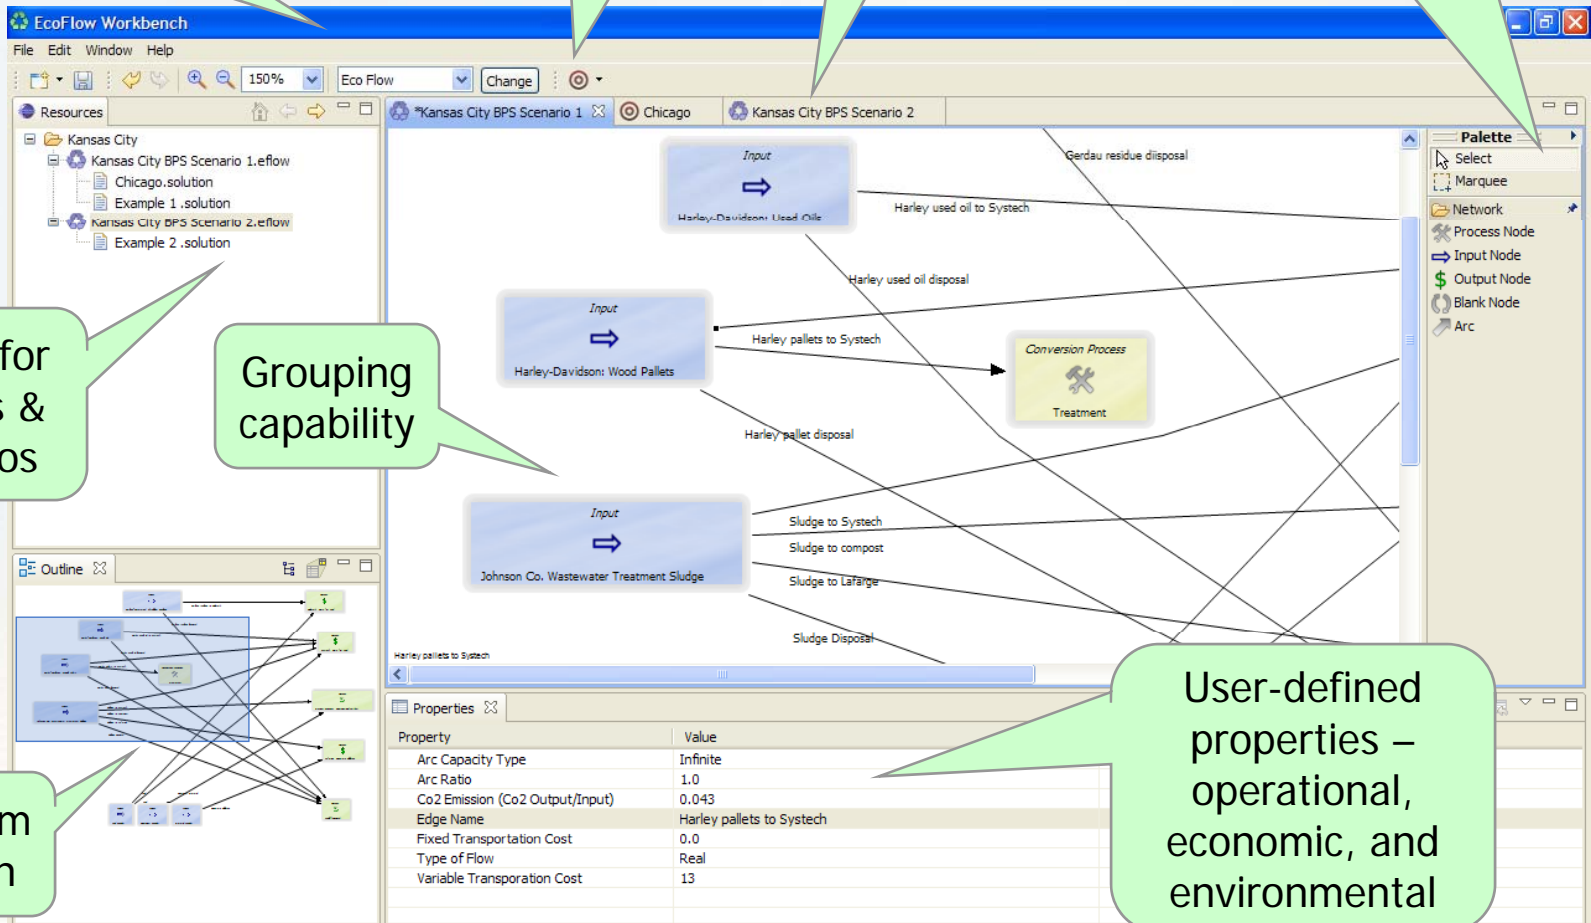 EcoFlow Workbench
File Edit Window Help
150% Eco Flow Change
Resources
*Kansas City BPS Scenario 1
Chicago
Kansas City BPS Scenario 2
Kansas City
Kansas City BPS Scenario 1.eflow
Chicago.solution
Example 1 .solution
Kansas City BPS Scenario 2.eflow
Example 2 .solution
Palette
Select
Marquee
Network
Process Node
Input Node
$ Output Node
Blank Node
Arc
Input
Harley-Davidson: Used Oils
Gerdau residue diisposal
Harley used oil to Systech
Harley used oil disposal
Input
Harley-Davidson: Wood Pallets
Harley pallets to Systech
Conversion Process
Treatment
Harley pallet disposal
Input
Johnson Co. Wastewater Treatment Sludge
Sludge to Systech
Sludge to compost
Sludge to Lafarge
Sludge Disposal
Harley pallets to Systech
for
s &
os
Grouping
capability
Outline
m
n
Properties
Property Value
Arc Capacity Type Infinite
Arc Ratio 1.0
Co2 Emission (Co2 Output/Input) 0.043
Edge Name Harley pallets to Systech
Fixed Transportation Cost 0.0
Type of Flow Real
Variable Transporation Cost 13
User-defined
properties –
operational,
economic, and
environmental